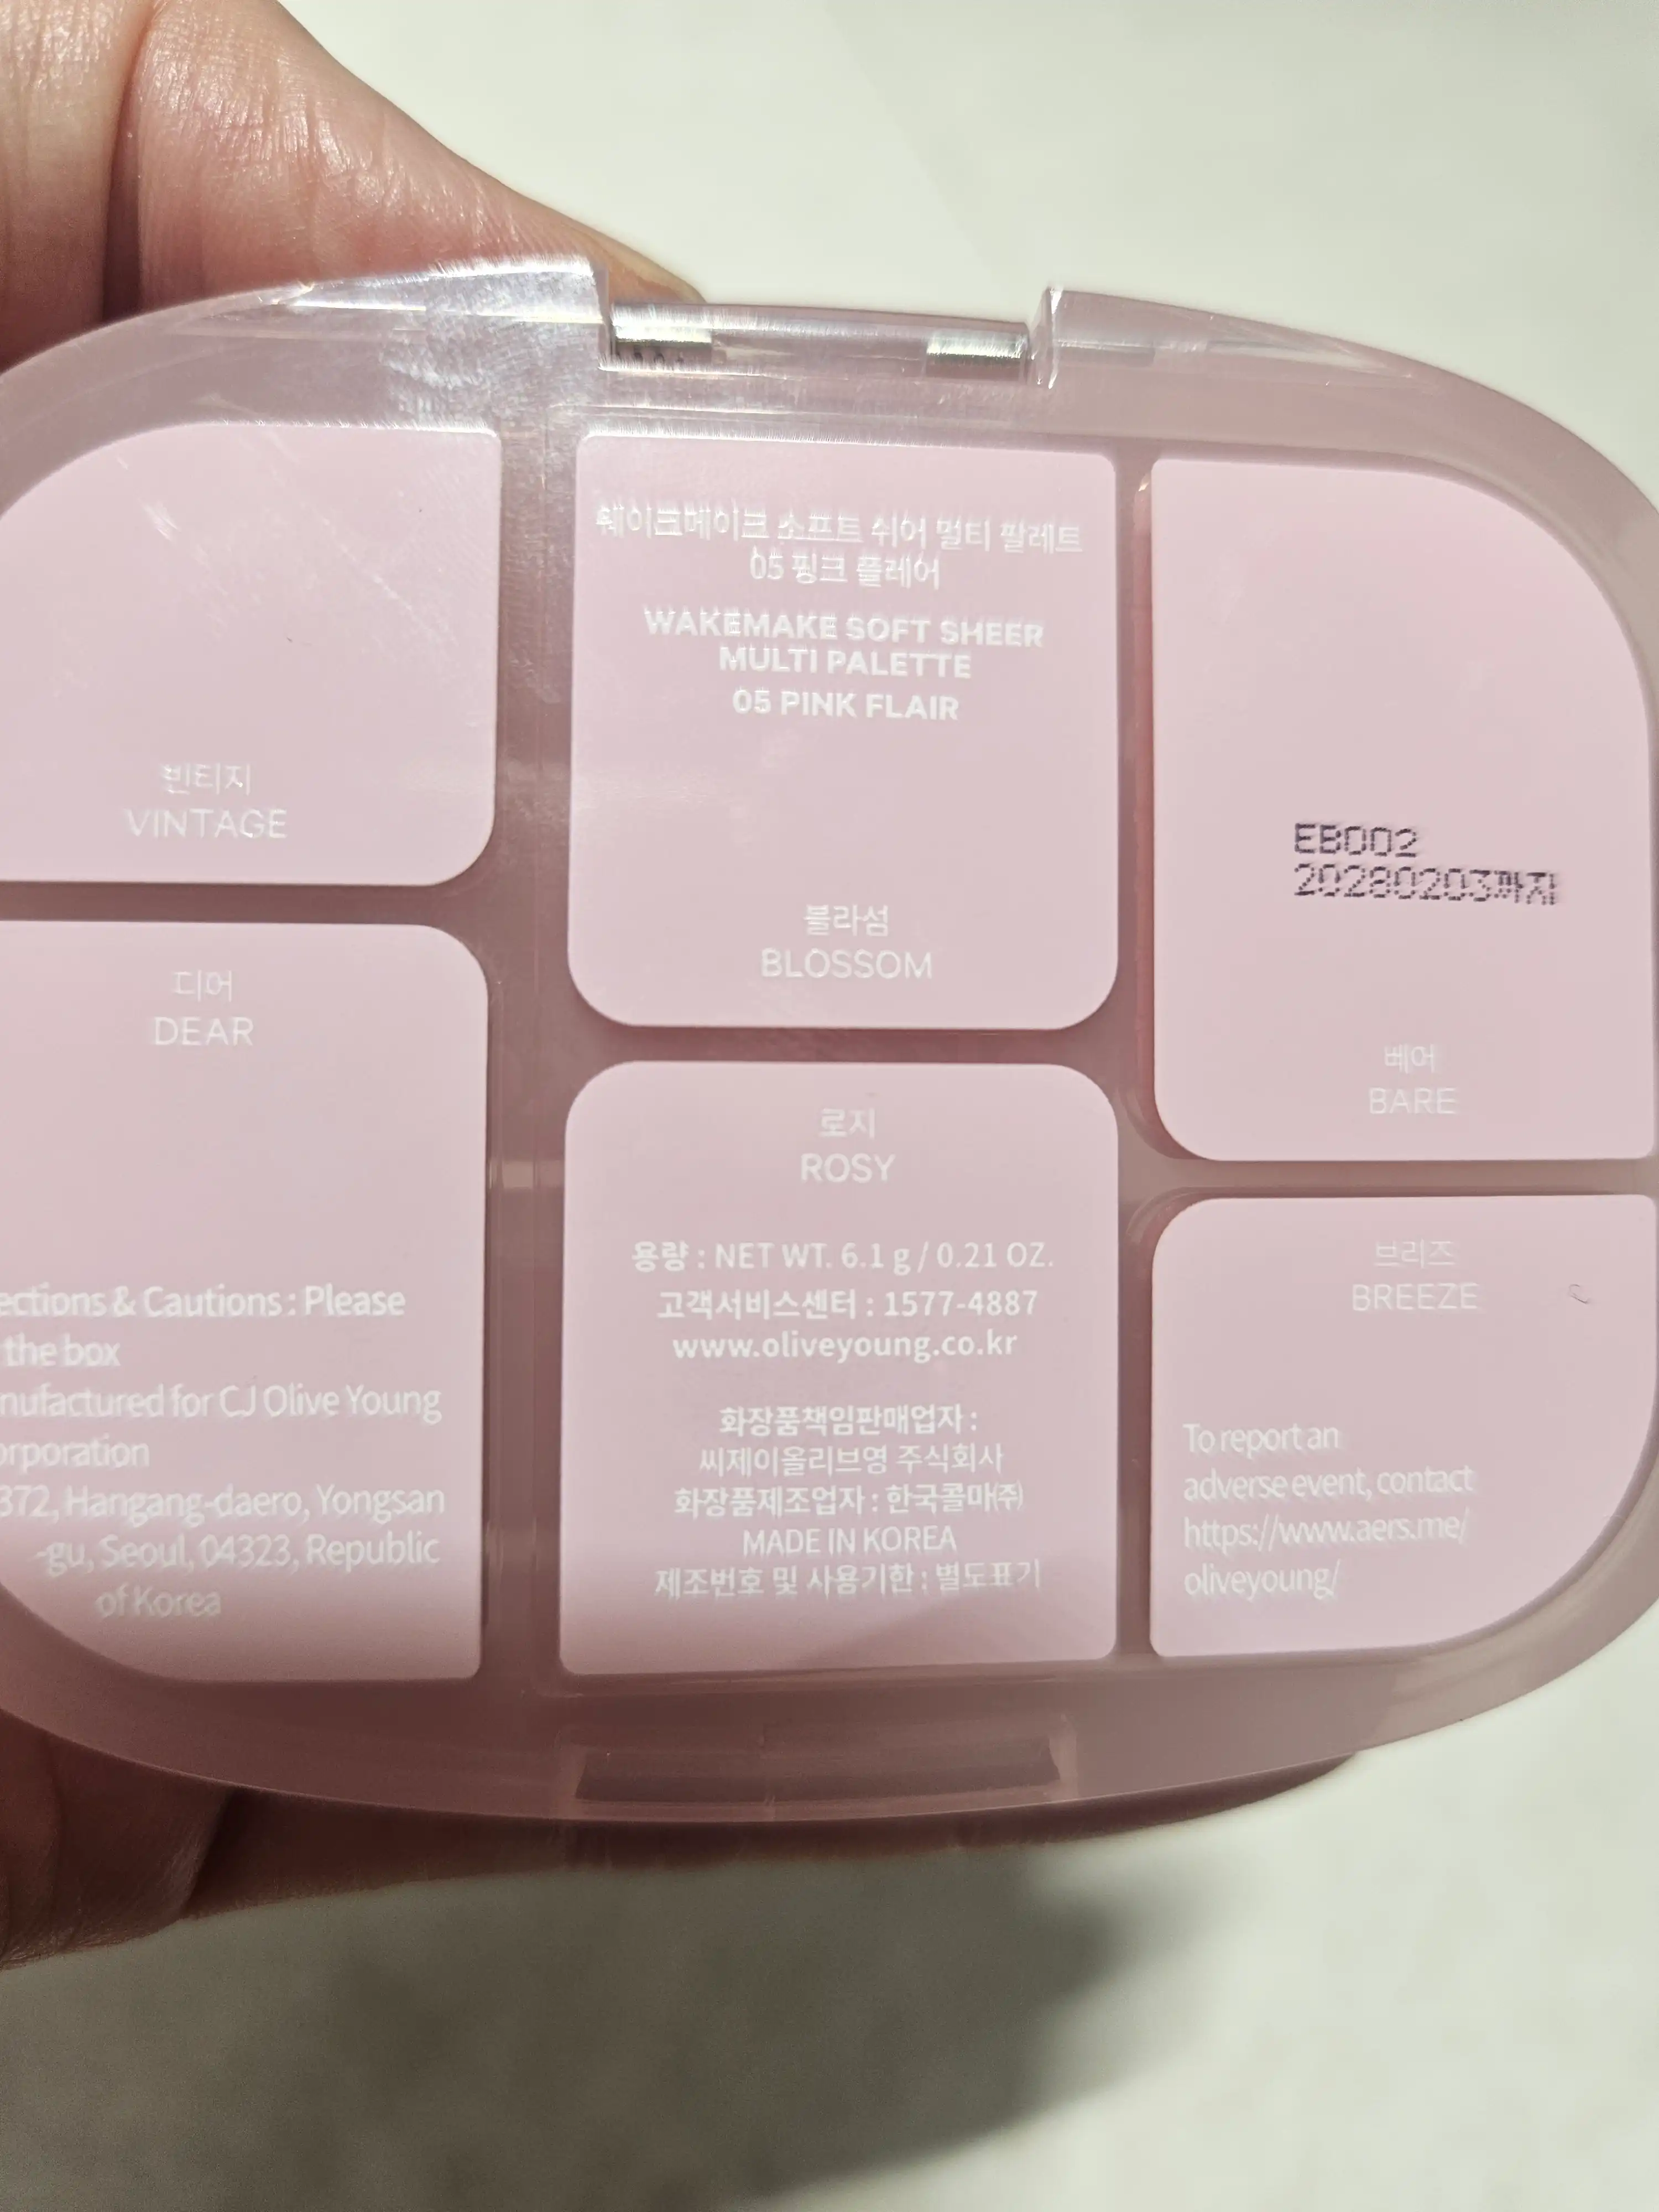 웨이크메이크 소프트 쉬어 멀티 팔레트
05 핑크 플레어
WAKEMAKE SOFT SHEER
MULTI PALETTE
05 PINK FLAIR
빈티지
VINTAGE
블라섬
BLOSSOM
EB002
20280203까지
베어
BARE
디어
DEAR
ections & Cautions : Please
the box
nufactured for CJ Olive Young
orporation
372, Hangang-daero, Yongsan
-gu, Seoul, 04323, Republic
of Korea
로지
ROSY
용량 : NET WT. 6.1 g / 0.21 OZ.
고객서비스센터 : 1577-4887
www.oliveyoung.co.kr
화장품책임판매업자 :
씨제이올리브영 주식회사
화장품제조업자 : 한국콜마(주)
MADE IN KOREA
제조번호 및 사용기한 : 별도표기
브리즈
BREEZE
To report an
adverse event, contact
https://www.aers.me/
oliveyoung/